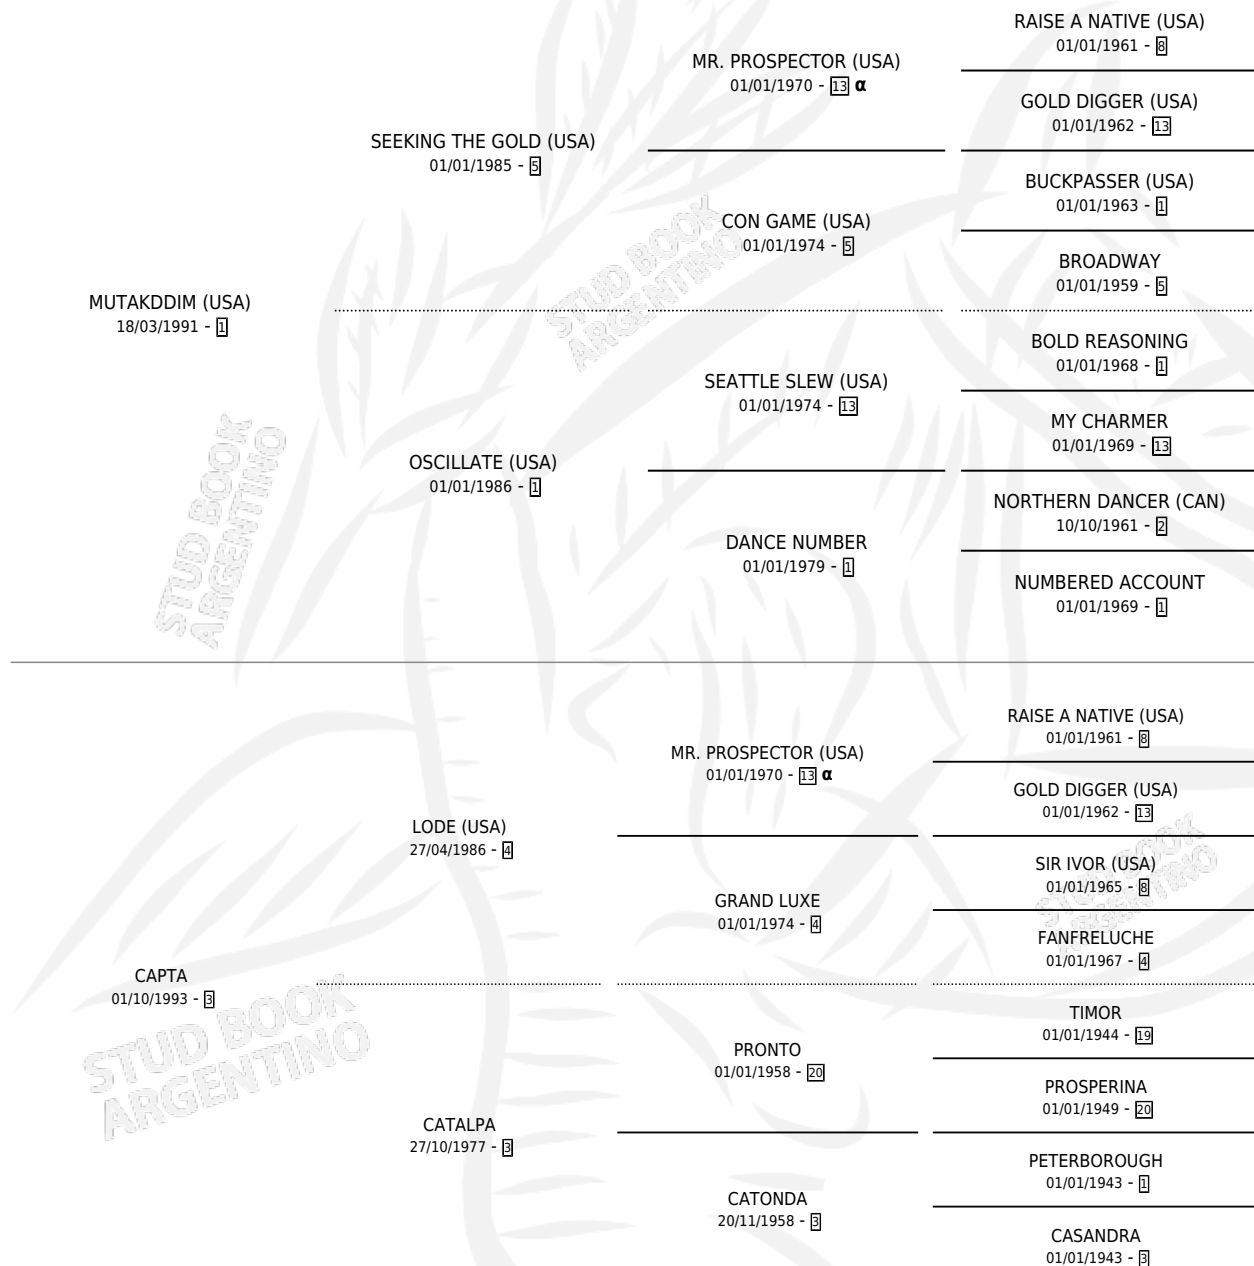 RAISE A NATIVE (USA)
01/01/1961 - 8
MR. PROSPECTOR (USA)
01/01/1970 - 13 α
GOLD DIGGER (USA)
01/01/1962 - 13
SEEKING THE GOLD (USA)
01/01/1985 - 5
BUCKPASSER (USA)
01/01/1963 - 1
CON GAME (USA)
01/01/1974 - 5
BROADWAY
01/01/1959 - 5
MUTAKDDIM (USA)
18/03/1991 - 1
BOLD REASONING
01/01/1968 - 1
SEATTLE SLEW (USA)
01/01/1974 - 13
MY CHARMER
01/01/1969 - 13
OSCILLATE (USA)
01/01/1986 - 1
NORTHERN DANCER (CAN)
10/10/1961 - 2
DANCE NUMBER
01/01/1979 - 1
NUMBERED ACCOUNT
01/01/1969 - 1
STUD BOOK
ARGENTINO
STUD BOOK
ARGENTINO
RAISE A NATIVE (USA)
01/01/1961 - 8
MR. PROSPECTOR (USA)
01/01/1970 - 13 α
GOLD DIGGER (USA)
01/01/1962 - 13
LODE (USA)
27/04/1986 - 4
SIR IVOR (USA)
01/01/1965 - 8
GRAND LUXE
01/01/1974 - 4
FANFRELUCHE
01/01/1967 - 4
CAPTA
01/10/1993 - 3
TIMOR
01/01/1944 - 19
PRONTO
01/01/1958 - 20
PROSPERINA
01/01/1949 - 20
CATALPA
27/10/1977 - 3
PETERBOROUGH
01/01/1943 - 1
CATONDA
20/11/1958 - 3
CASANDRA
01/01/1943 - 3
STUD BOOK
ARGENTINO
STUD BOOK
ARGENTINO